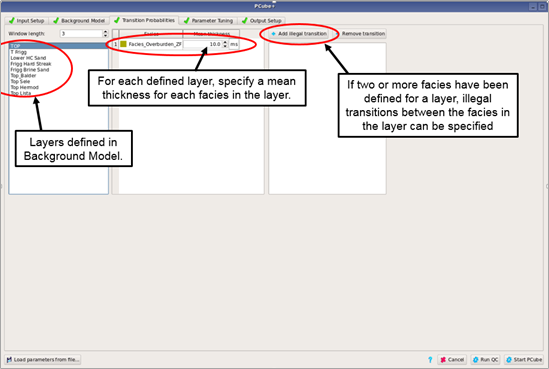 PCube
Input Setup
Background Model
Transition Probabilities
Parameter Tuning
Output Setup
Window length:
3
TOP
T Frigg
Lower HC Sand
Frigg Hard Streak
Frigg Brine Sand
Top_Balder
Top Sele
Top Hermod
Top Lista
Facies
Mean thickness
1
Facies_Overburden_ZF
10.0
ms
Add illegal transition
Remove transition
For each defined layer, specify a mean
thickness for each facies in the layer.
Layers defined in
Background Model.
If two or more facies have been
defined for a layer, illegal
transitions between the facies in
the layer can be specified
Load parameters from file...
?
Cancel
Run QC
Start PCube